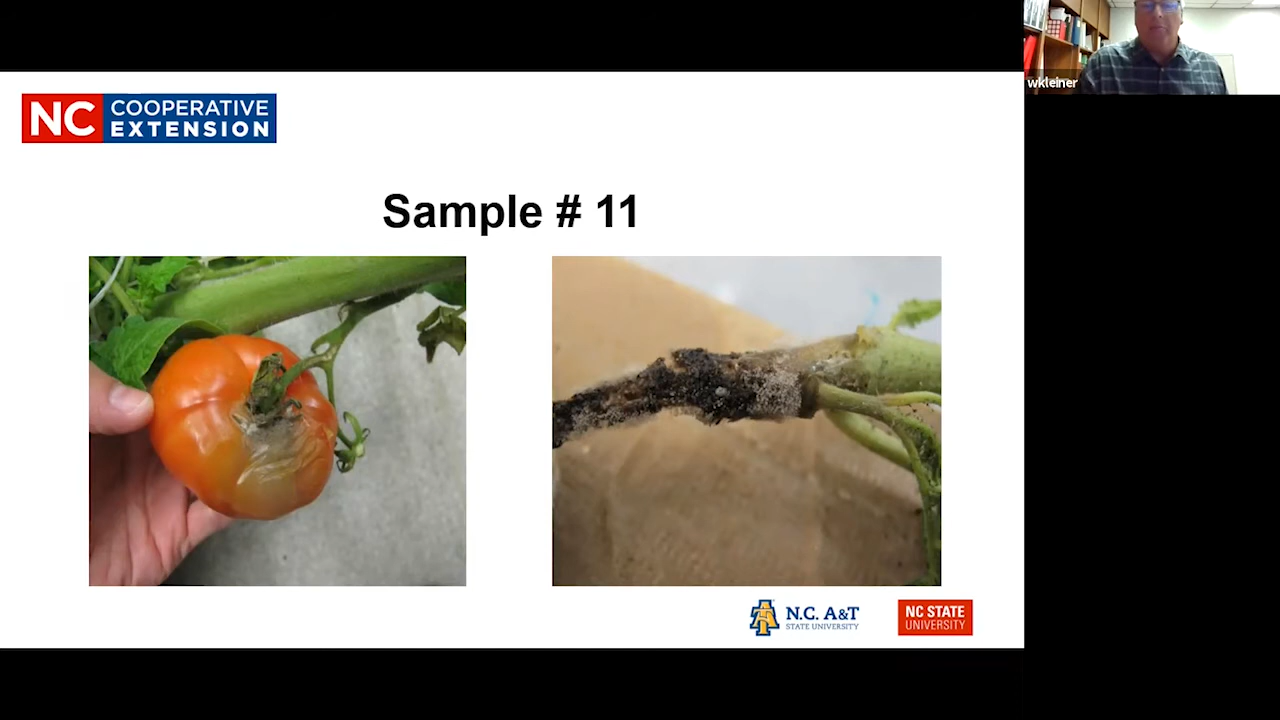 wkleiner
NC COOPERATIVE
EXTENSION
Sample # 11
N.C. A&T
STATE UNIVERSITY
NC STATE
UNIVERSITY